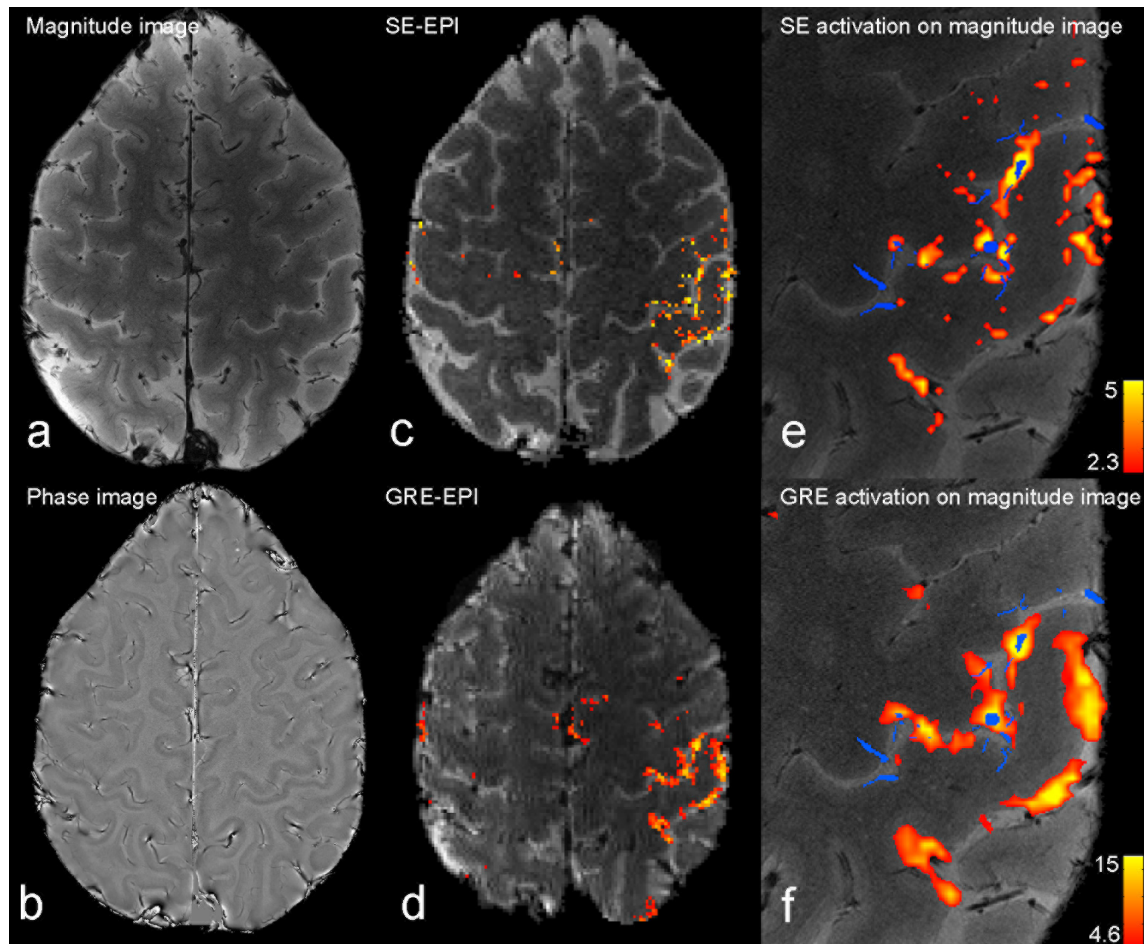 Magnitude image
SE-EPI
SE activation on magnitude image
a
c
e
5
2.3
Phase image
GRE-EPI
GRE activation on magnitude image
b
d
f
15
4.6